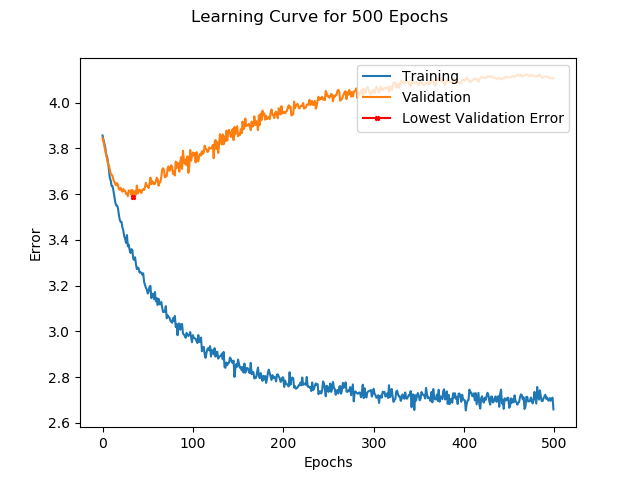 Learning Curve for 500 Epochs
Training
Validation
Lowest Validation Error
Error
4.0
3.8
3.6
3.4
3.2
3.0
2.8
2.6
0 100 200 300 400 500
Epochs